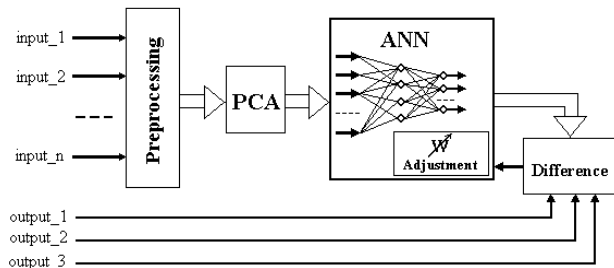 input_1
input_2
input_n
Preprocessing
PCA
ANN
W
Adjustment
Difference
output_1
output_2
output_3